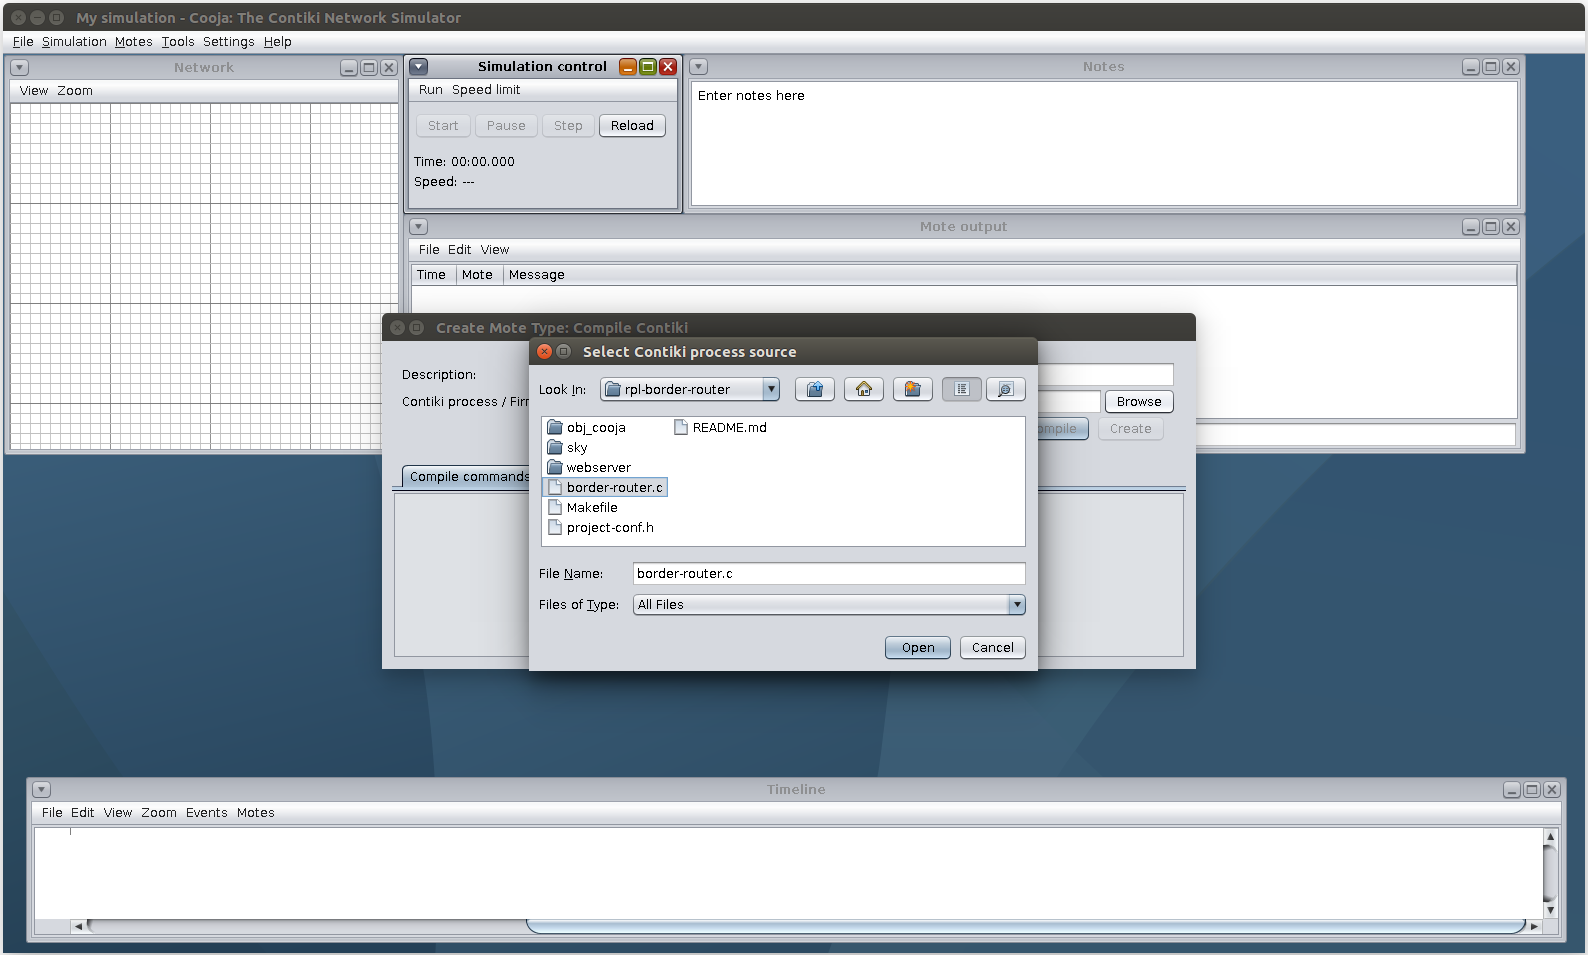 My simulation - Cooja: The Contiki Network Simulator
File Simulation Motes Tools Settings Help
Network
View Zoom
Simulation control
Run Speed limit
Start Pause Step Reload
Time: 00:00.000
Speed: ---
Notes
Enter notes here
Mote output
File Edit View
Time Mote Message
Create Mote Type: Compile Contiki
Description:
Contiki process / Fir
Browse
mpile Create
Compile commands
Select Contiki process source
Look In: rpl-border-router
obj_cooja README.md
sky
webserver
border-router.c
Makefile
project-conf.h
File Name: border-router.c
Files of Type: All Files
Open Cancel
Timeline
File Edit View Zoom Events Motes